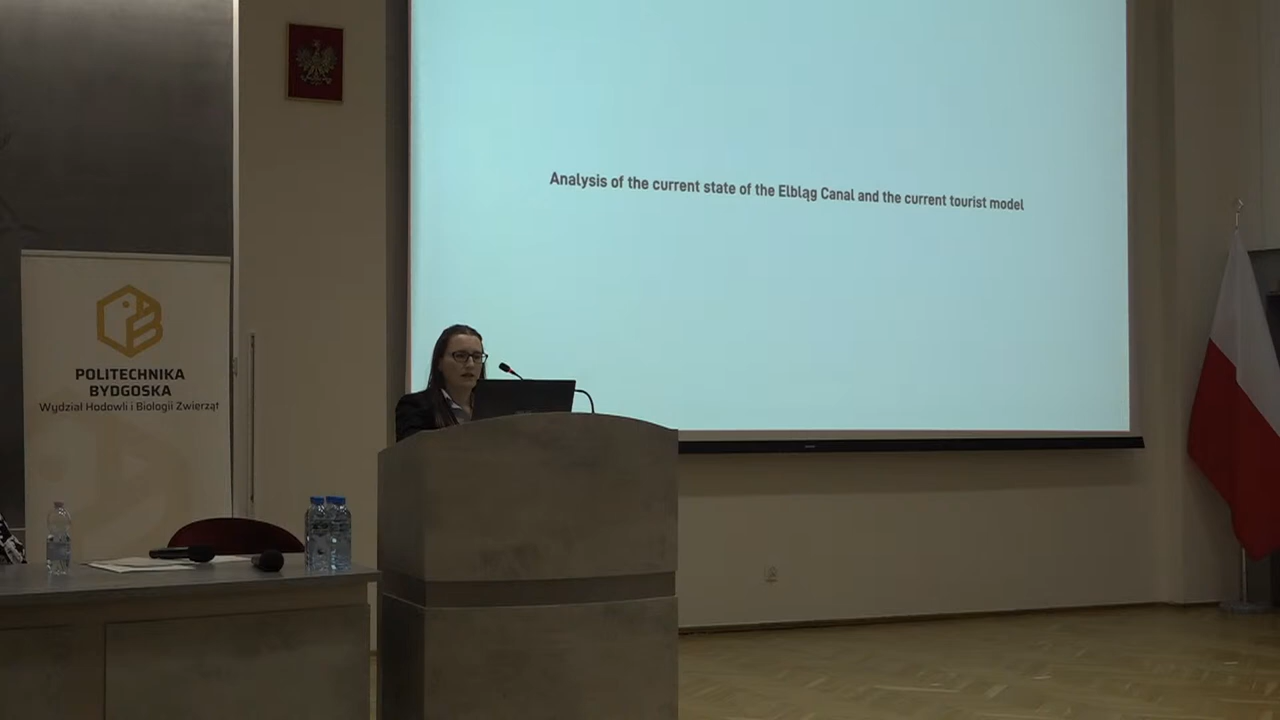 Analysis of the current state of the Elbląg Canal and the current tourist model
POLITECHNIKA
BYDGOSKA
Wydział Hodowli i Biologii Zwierząt